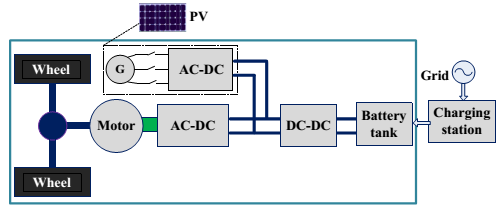 PV
Wheel
G
AC-DC
Grid
Motor
AC-DC
DC-DC
Battery
tank
Charging
station
Wheel